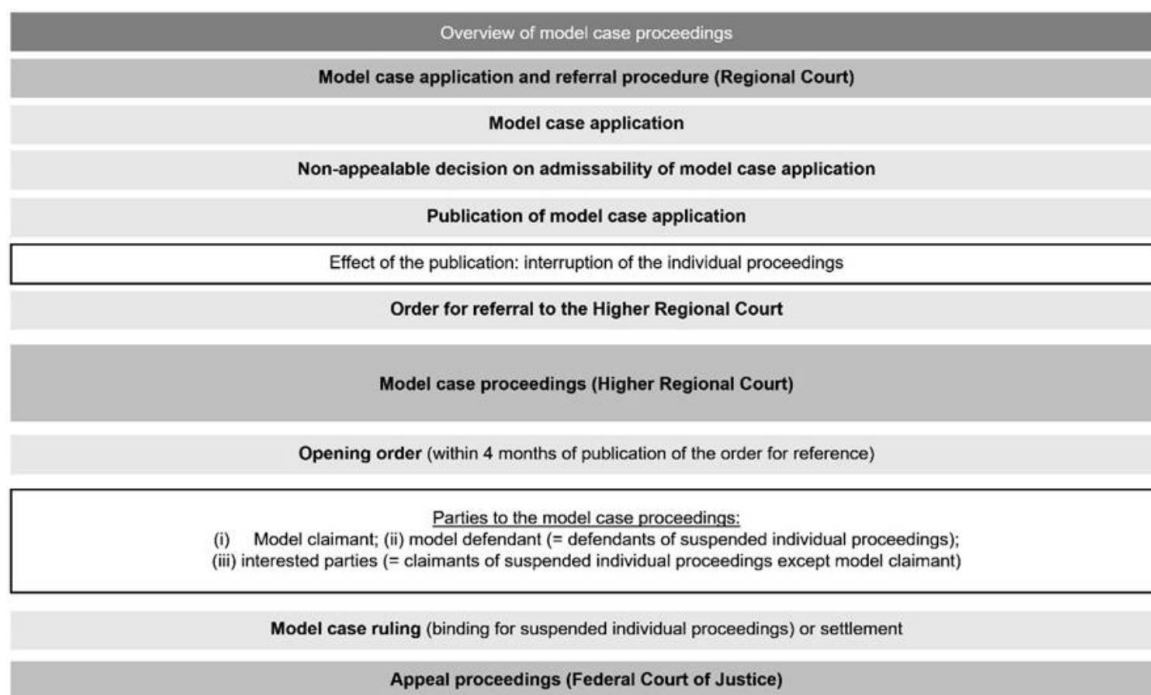 Overview of model case proceedings
Model case application and referral procedure (Regional Court)
Model case application
Non-appealable decision on admissability of model case application
Publication of model case application
Effect of the publication: interruption of the individual proceedings
Order for referral to the Higher Regional Court
Model case proceedings (Higher Regional Court)
Opening order (within 4 months of publication of the order for reference)
Parties to the model case proceedings:
(i) Model claimant; (ii) model defendant (= defendants of suspended individual proceedings);
(iii) interested parties (= claimants of suspended individual proceedings except model claimant)
Model case ruling (binding for suspended individual proceedings) or settlement
Appeal proceedings (Federal Court of Justice)